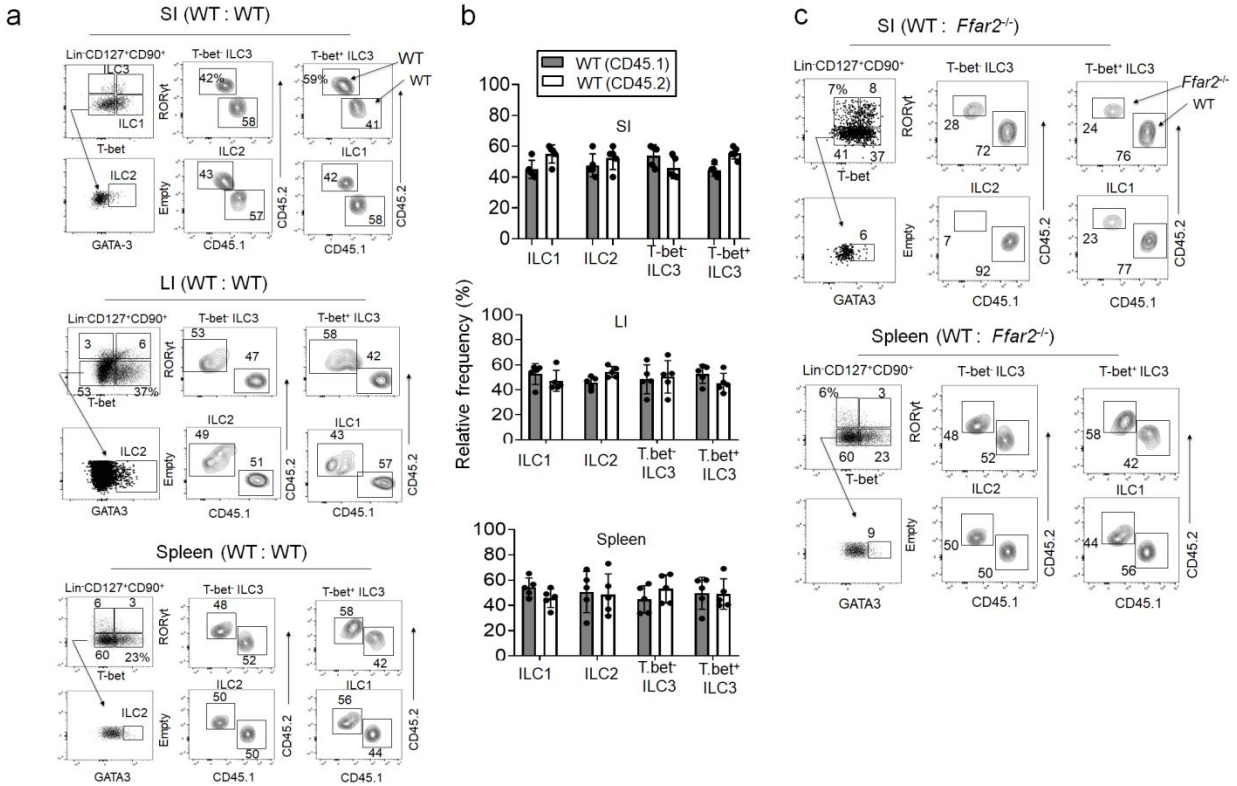 a
SI (WT : WT)
Lin⁻CD127⁺CD90⁺
T-bet⁻ ILC3
T-bet⁺ ILC3
ILC3
ILC1
RORγt
T-bet
42%
58
59%
41
WT
WT
CD45.2
ILC2
ILC1
ILC2
Empty
GATA-3
43
57
CD45.1
42
58
CD45.1
CD45.2
LI (WT : WT)
Lin⁻CD127⁺CD90⁺
T-bet⁻ ILC3
T-bet⁺ ILC3
3
6
53
37%
RORγt
T-bet
53
47
58
42
CD45.2
ILC2
ILC1
ILC2
Empty
GATA3
49
51
CD45.1
43
57
CD45.1
CD45.2
Spleen (WT : WT)
Lin⁻CD127⁺CD90⁺
T-bet⁻ ILC3
T-bet⁺ ILC3
6
3
60
23%
RORγt
T-bet
48
52
58
42
CD45.2
ILC2
ILC1
ILC2
Empty
GATA3
50
50
CD45.1
56
44
CD45.1
CD45.2
b
WT (CD45.1)
WT (CD45.2)
Relative frequency (%)
SI
100
80
60
40
20
0
ILC1
ILC2
T-bet⁻ ILC3
T-bet⁺ ILC3
LI
100
80
60
40
20
0
ILC1
ILC2
T.bet⁻ ILC3
T.bet⁺ ILC3
Spleen
100
80
60
40
20
0
ILC1
ILC2
T.bet⁻ ILC3
T.bet⁺ ILC3
c
SI (WT : Ffar2⁻/⁻)
Lin⁻CD127⁺CD90⁺
T-bet⁻ ILC3
T-bet⁺ ILC3
7%
8
41
37
RORγt
T-bet
28
72
24
76
Ffar2⁻/⁻
WT
CD45.2
ILC2
ILC1
6
Empty
GATA3
7
92
CD45.1
23
77
CD45.1
CD45.2
Spleen (WT : Ffar2⁻/⁻)
Lin⁻CD127⁺CD90⁺
T-bet⁻ ILC3
T-bet⁺ ILC3
6%
3
60
23
RORγt
T-bet
48
52
58
42
CD45.2
ILC2
ILC1
9
Empty
GATA3
50
50
CD45.1
44
56
CD45.1
CD45.2